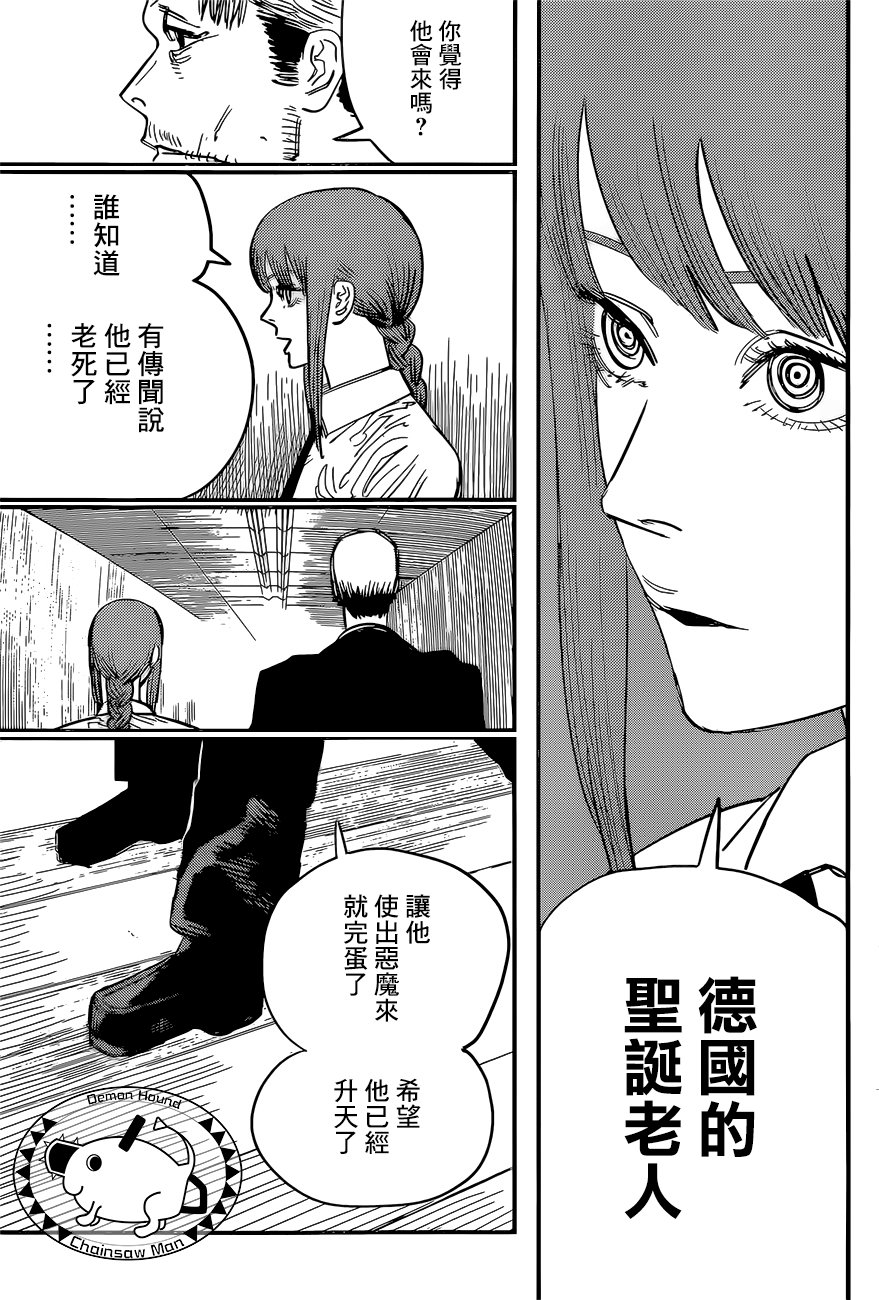 德國的
聖誕老人
你覺得
他會來嗎？
誰知道
……
有傳聞說
他已經
老死了
……
讓他
使出惡魔來
就完蛋了
希望
他已經
升天了
Demon Hound
Chainsaw Man